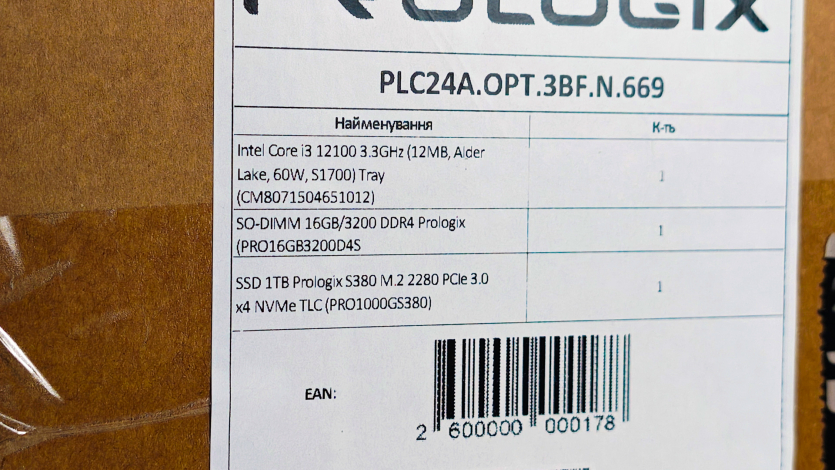 PROLOGIX
PLC24A.OPT.3BF.N.669
Найменування
К-ть
Intel Core i3 12100 3.3GHz (12MB, Alder
Lake, 60W, S1700) Tray
(CM8071504651012)
1
SO-DIMM 16GB/3200 DDR4 Prologix
(PRO16GB3200D4S
1
SSD 1TB Prologix S380 M.2 2280 PCIe 3.0
x4 NVMe TLC (PRO1000GS380)
1
EAN:
2 600000 000178